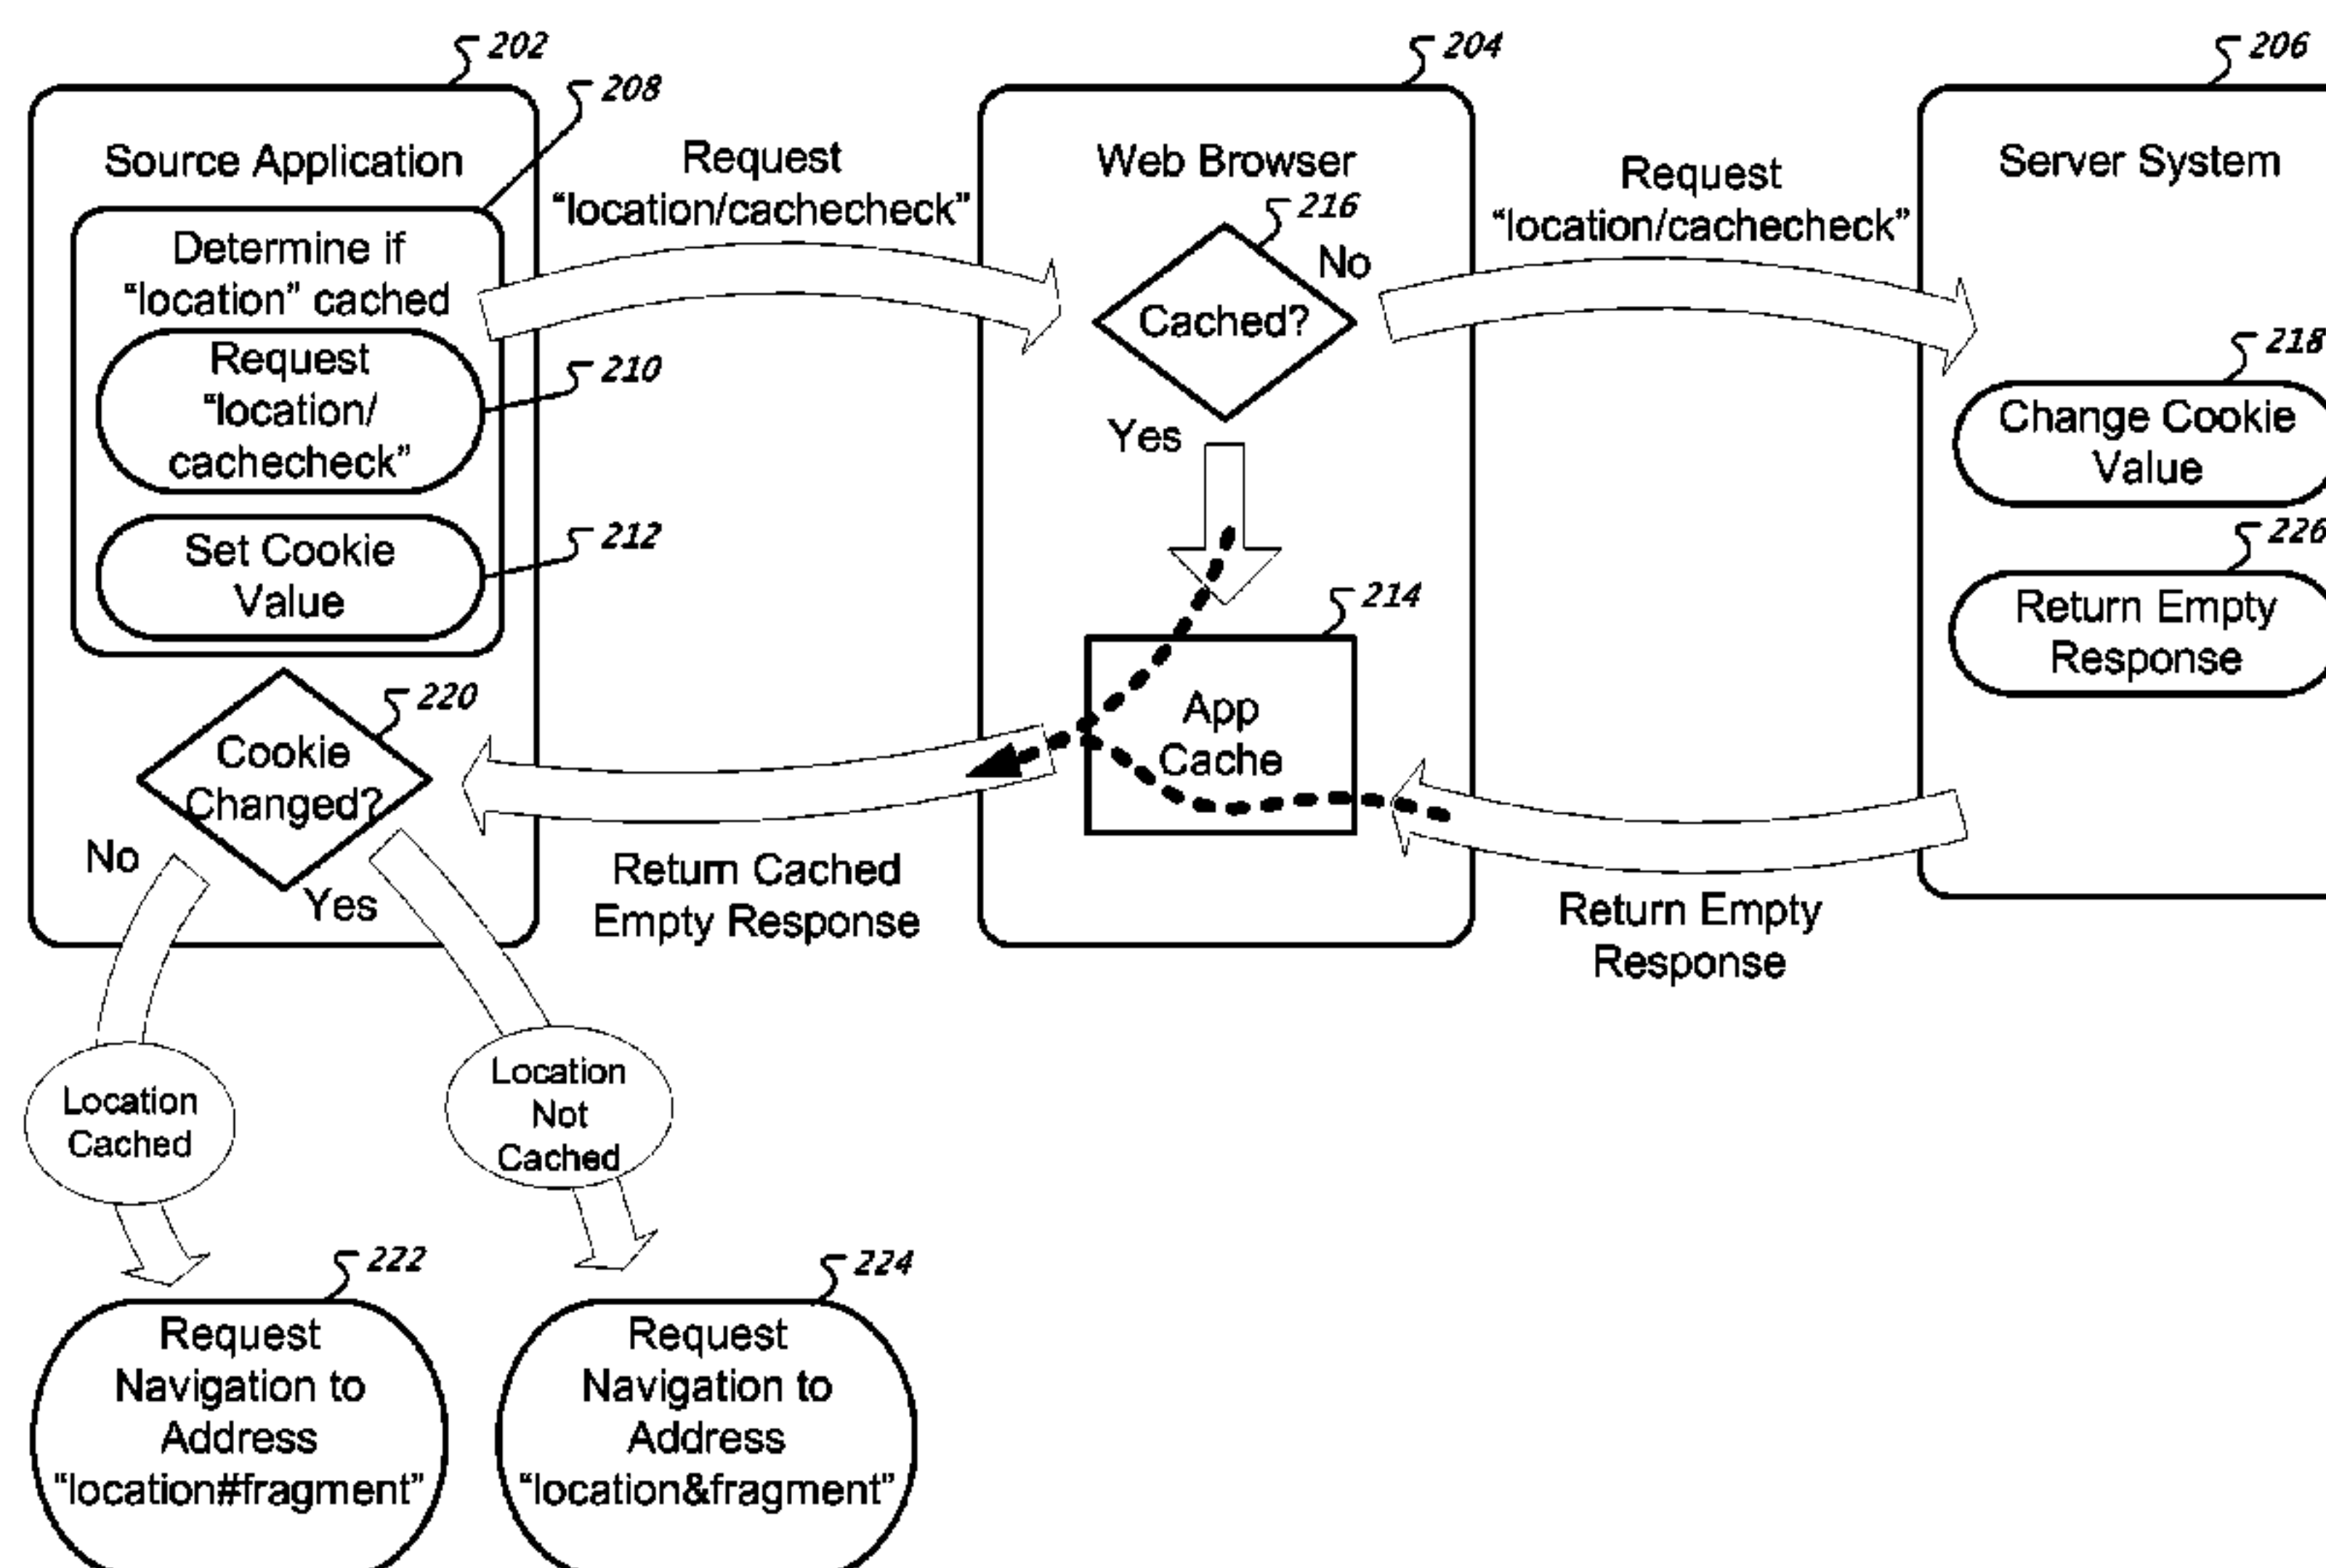 202
208
204
206
Source Application
Determine if
“location” cached
Request
“location/
cachecheck”
210
Set Cookie
Value
212
Cookie
Changed?
220
No
Yes
Request
“location/cachecheck”
Web Browser
216
Cached?
No
Yes
214
App
Cache
Request
“location/cachecheck”
Server System
218
Change Cookie
Value
226
Return Empty
Response
Return Cached
Empty Response
Return Empty
Response
Location
Cached
Location
Not
Cached
222
Request
Navigation to
Address
“location#fragment”
224
Request
Navigation to
Address
“location&fragment”